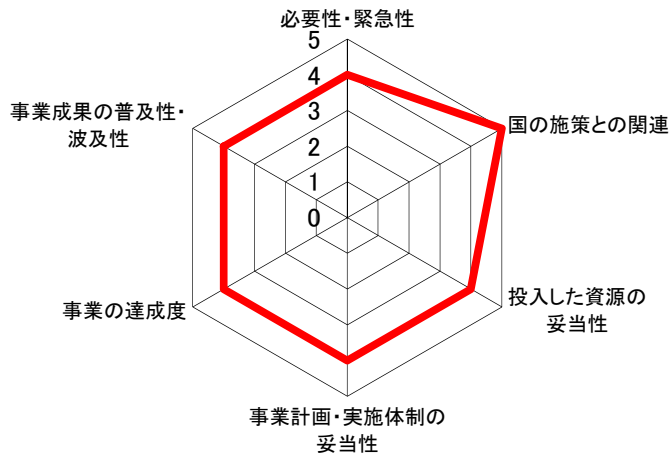 必要性・緊急性
5
4
3
2
1
0
国の施策との関連
投入した資源の
妥当性
事業計画・実施体制の
妥当性
事業の達成度
事業成果の普及性・
波及性